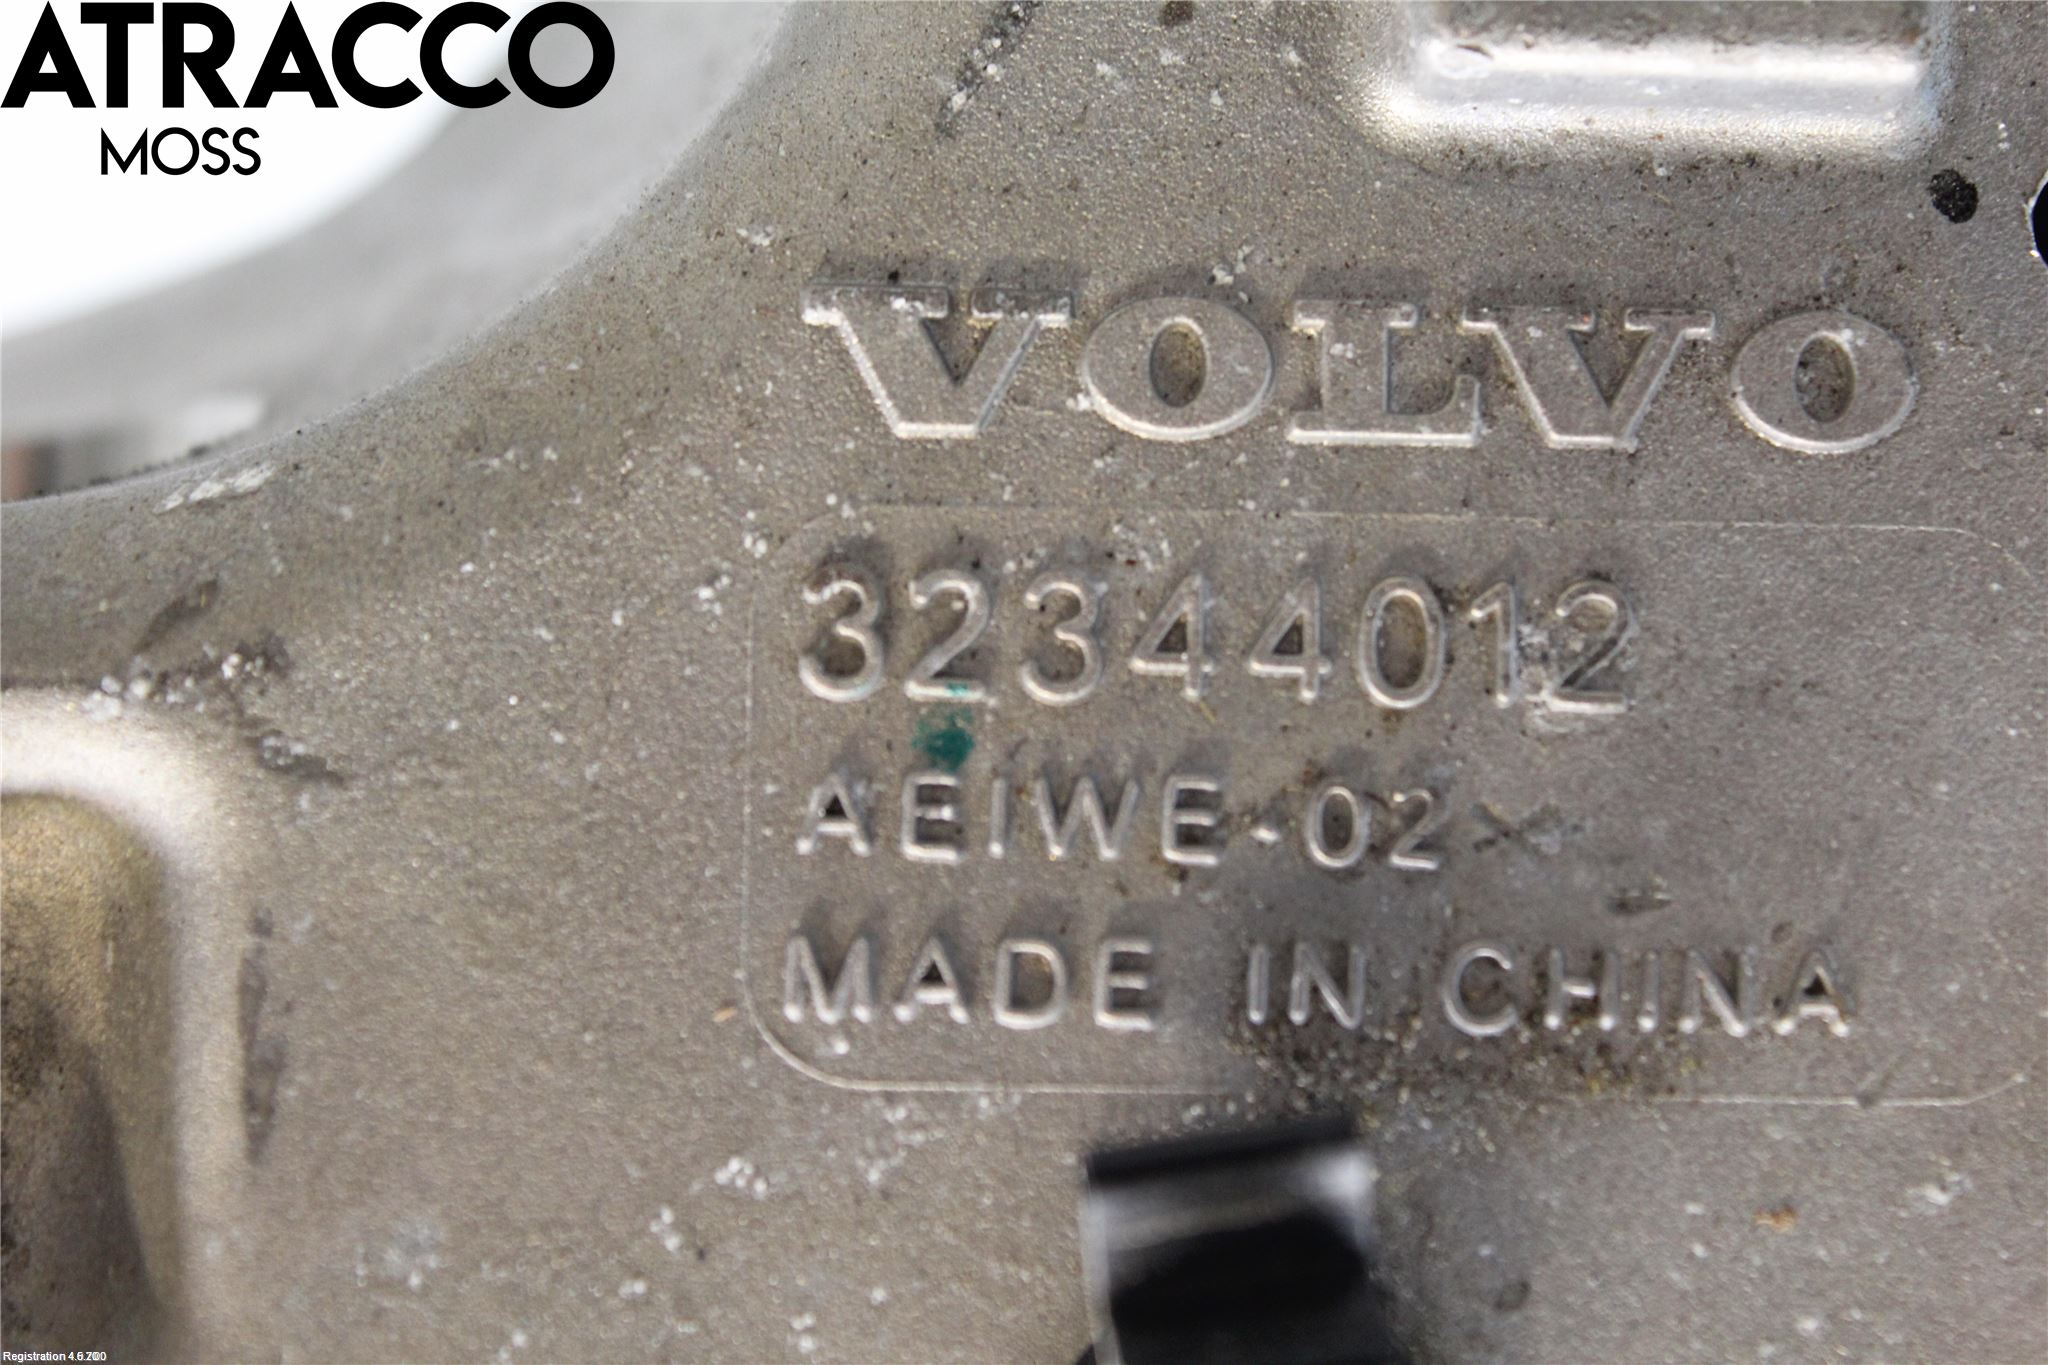 ATRACCO
MOSS
VOLVO
32344012
AEIWE-02
MADE IN CHINA